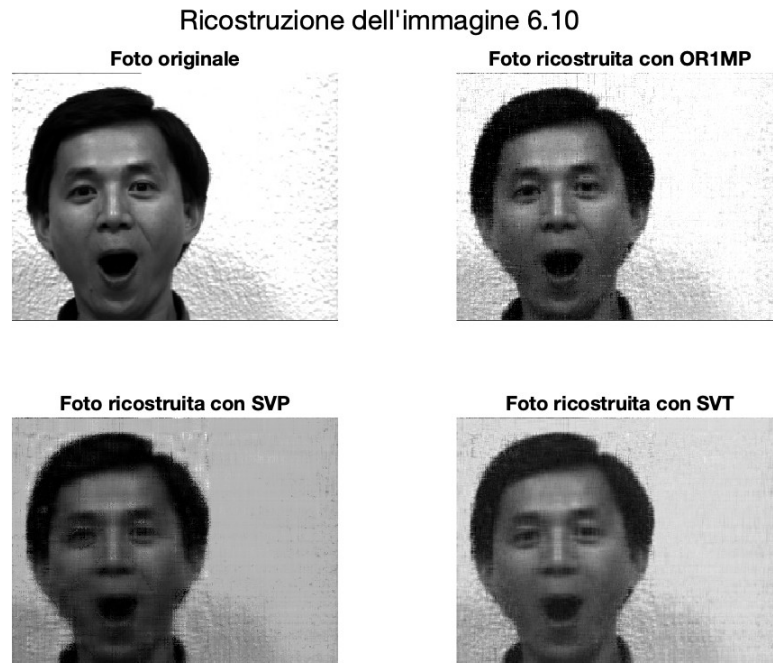 Ricostruzione dell'immagine 6.10
Foto originale
Foto ricostruita con OR1MP
Foto ricostruita con SVP
Foto ricostruita con SVT